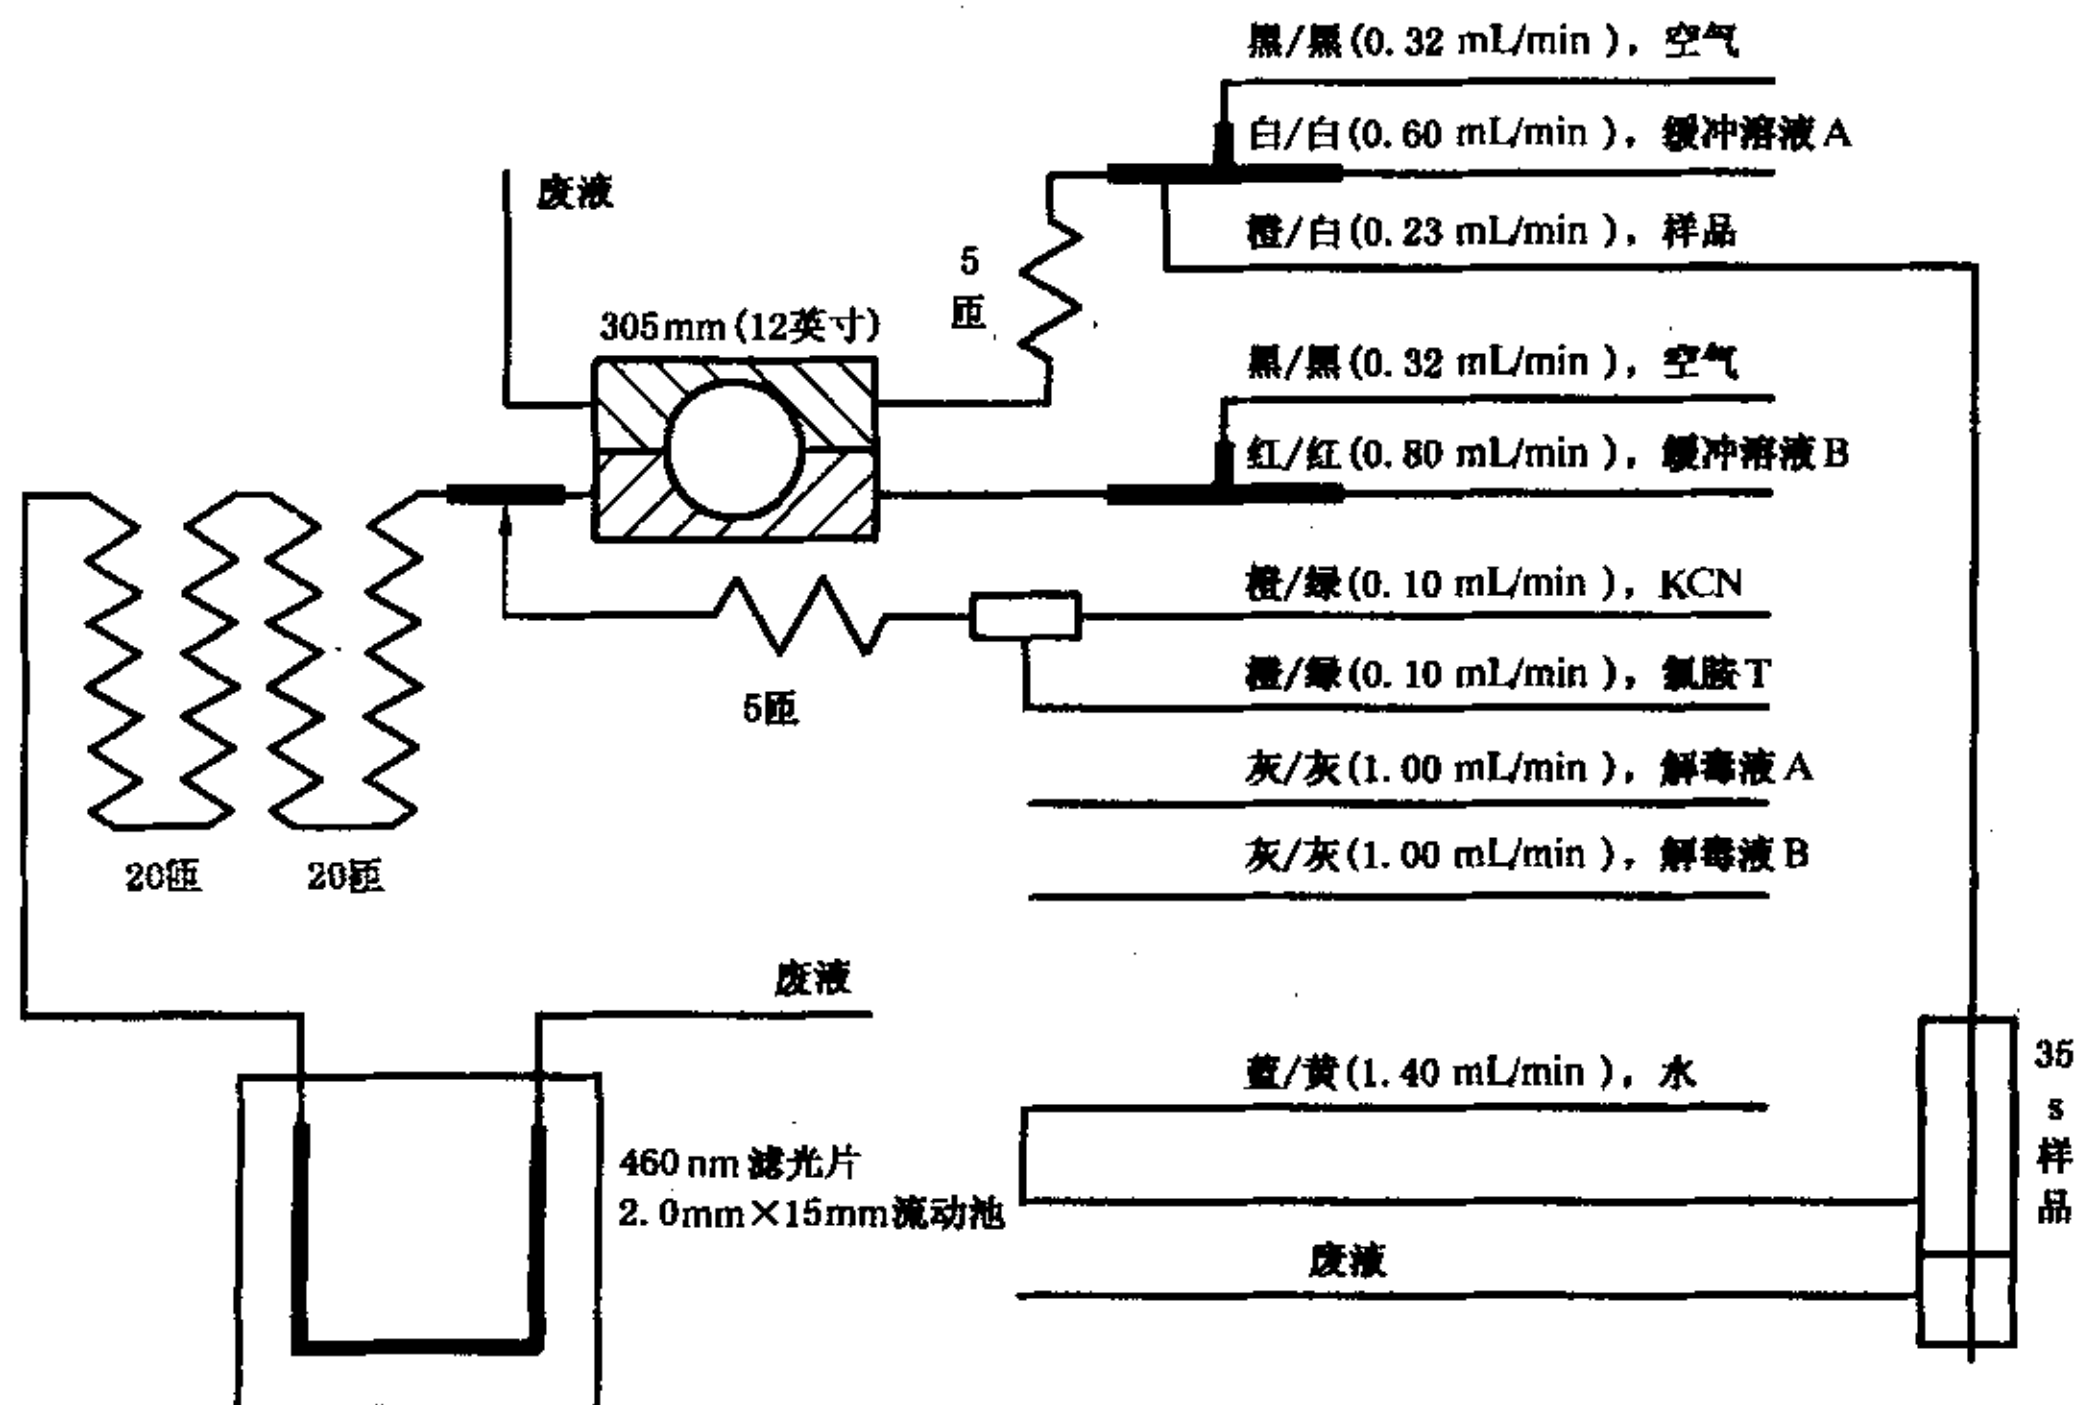 黑/黑(0.32 mL/min), 空气
白/白(0.60 mL/min), 缓冲溶液A
橙/白(0.23 mL/min), 样品
废液
5
匝
305mm(12英寸)
黑/黑(0.32 mL/min), 空气
红/红(0.80 mL/min), 缓冲溶液B
橙/绿(0.10 mL/min), KCN
橙/绿(0.10 mL/min), 氯胺T
5匝
灰/灰(1.00 mL/min), 解毒液A
灰/灰(1.00 mL/min), 解毒液B
20匝
20匝
废液
蓝/黄(1.40 mL/min), 水
35
s
样
品
460nm滤光片
2.0mm×15mm流动池
废液